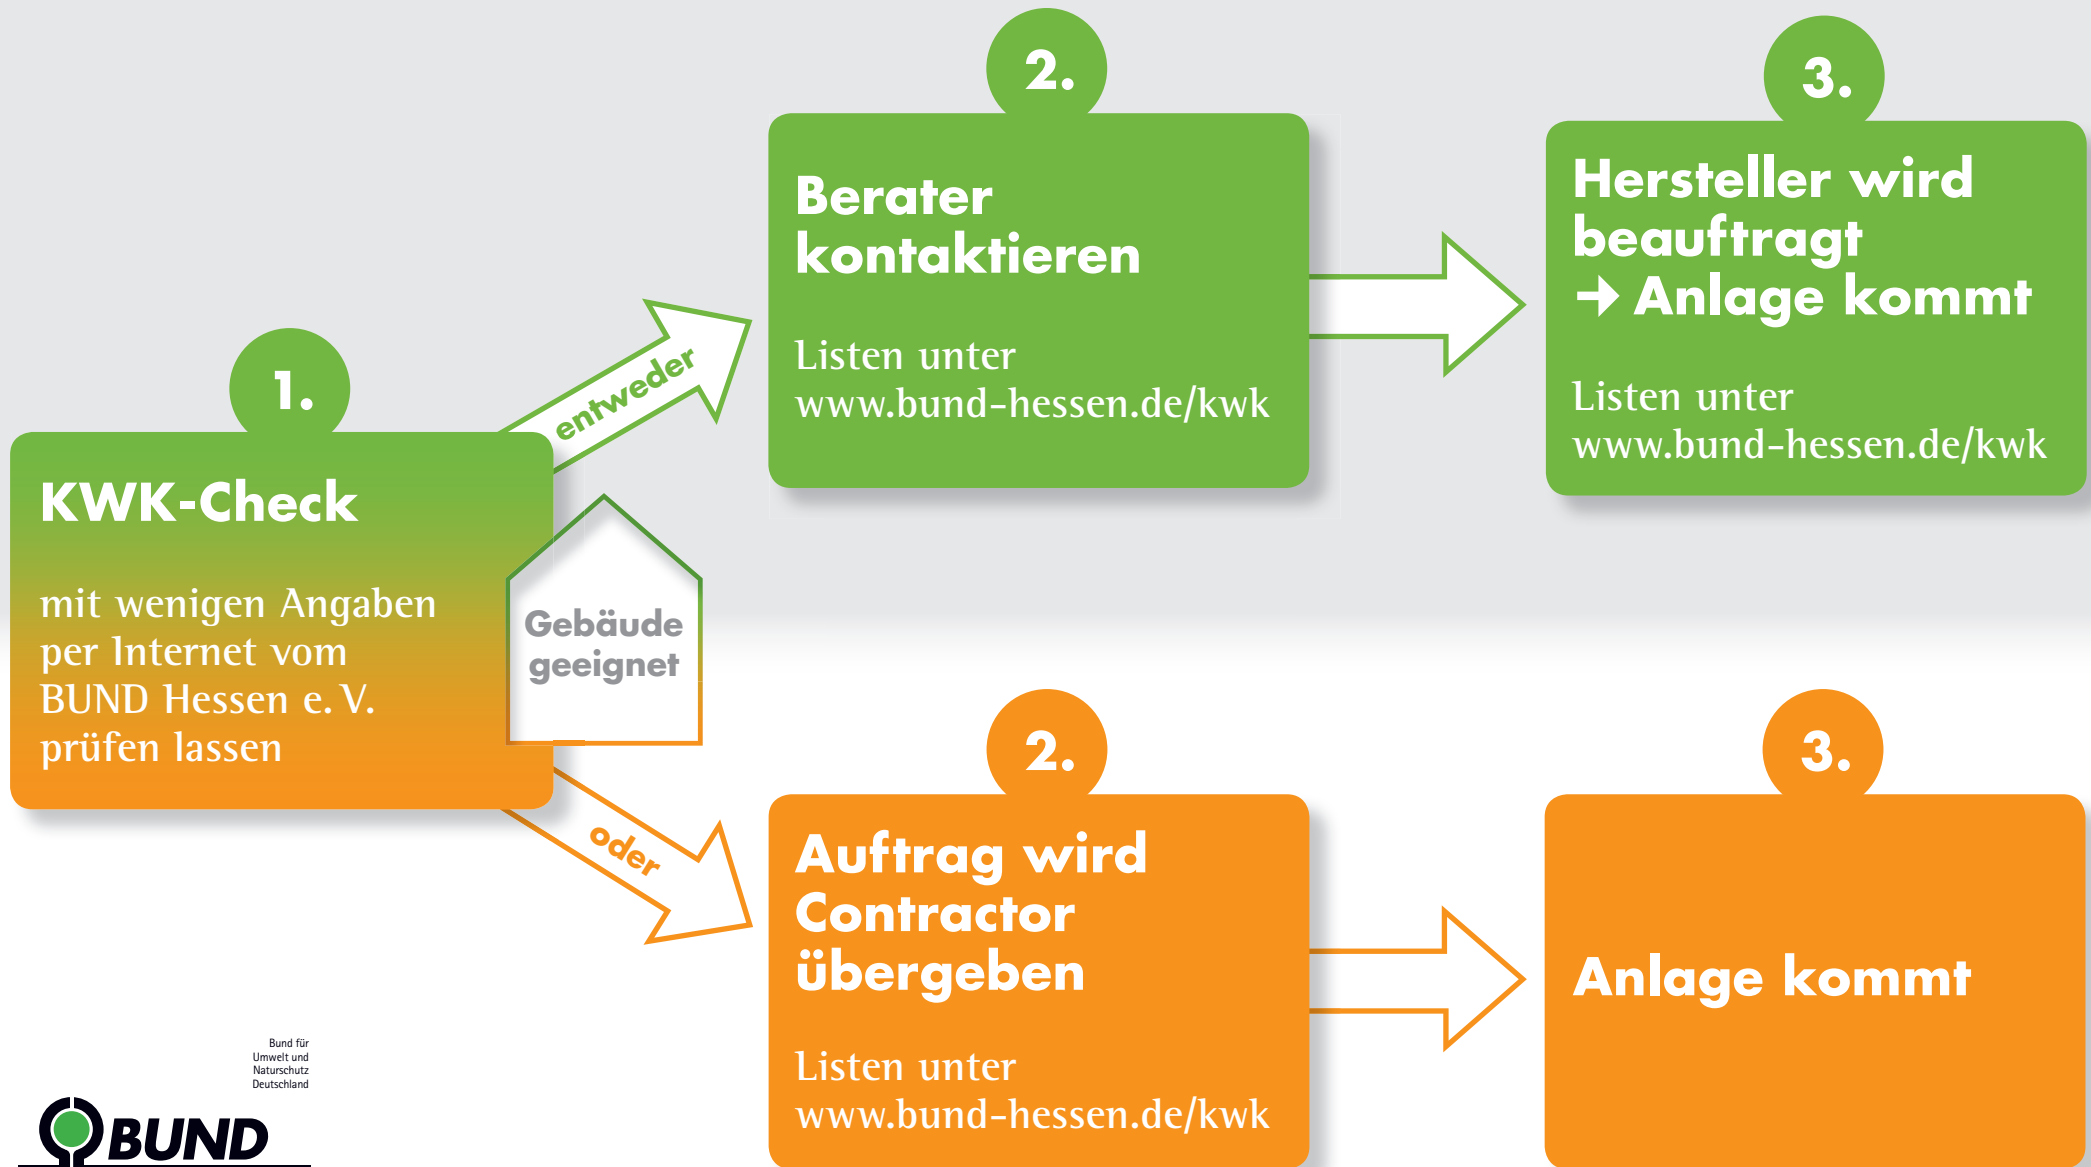 1.
KWK-Check
mit wenigen Angaben
per Internet vom
BUND Hessen e. V.
prüfen lassen
Gebäude
geeignet
entweder
2.
Berater
kontaktieren
Listen unter
www.bund-hessen.de/kwk
3.
Hersteller wird
beauftragt
➔ Anlage kommt
Listen unter
www.bund-hessen.de/kwk
oder
2.
Auftrag wird
Contractor
übergeben
Listen unter
www.bund-hessen.de/kwk
3.
Anlage kommt
Bund für
Umwelt und
Naturschutz
Deutschland
BUND